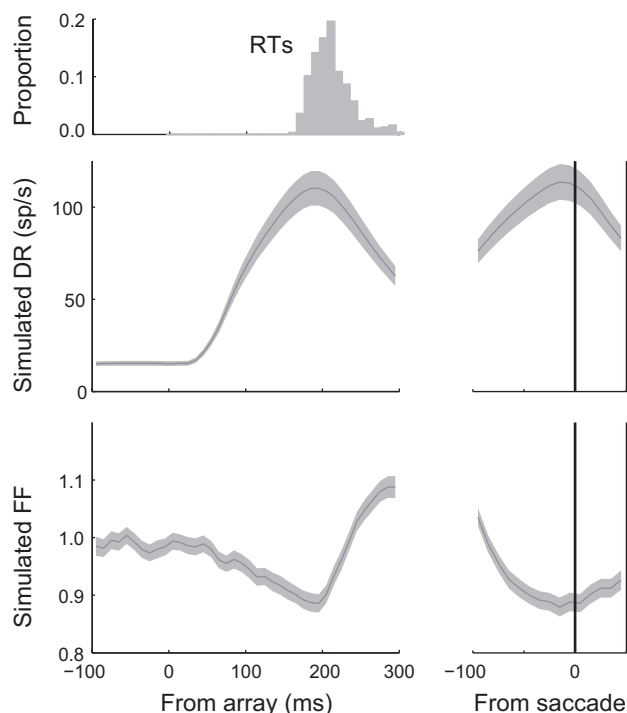 0.2
0.1
0.0
Proportion
RTs
100
50
0
Simulated DR (sp/s)
1.1
1.0
0.9
0.8
Simulated FF
−100 0 100 200 300
From array (ms)
−100 0
From saccade